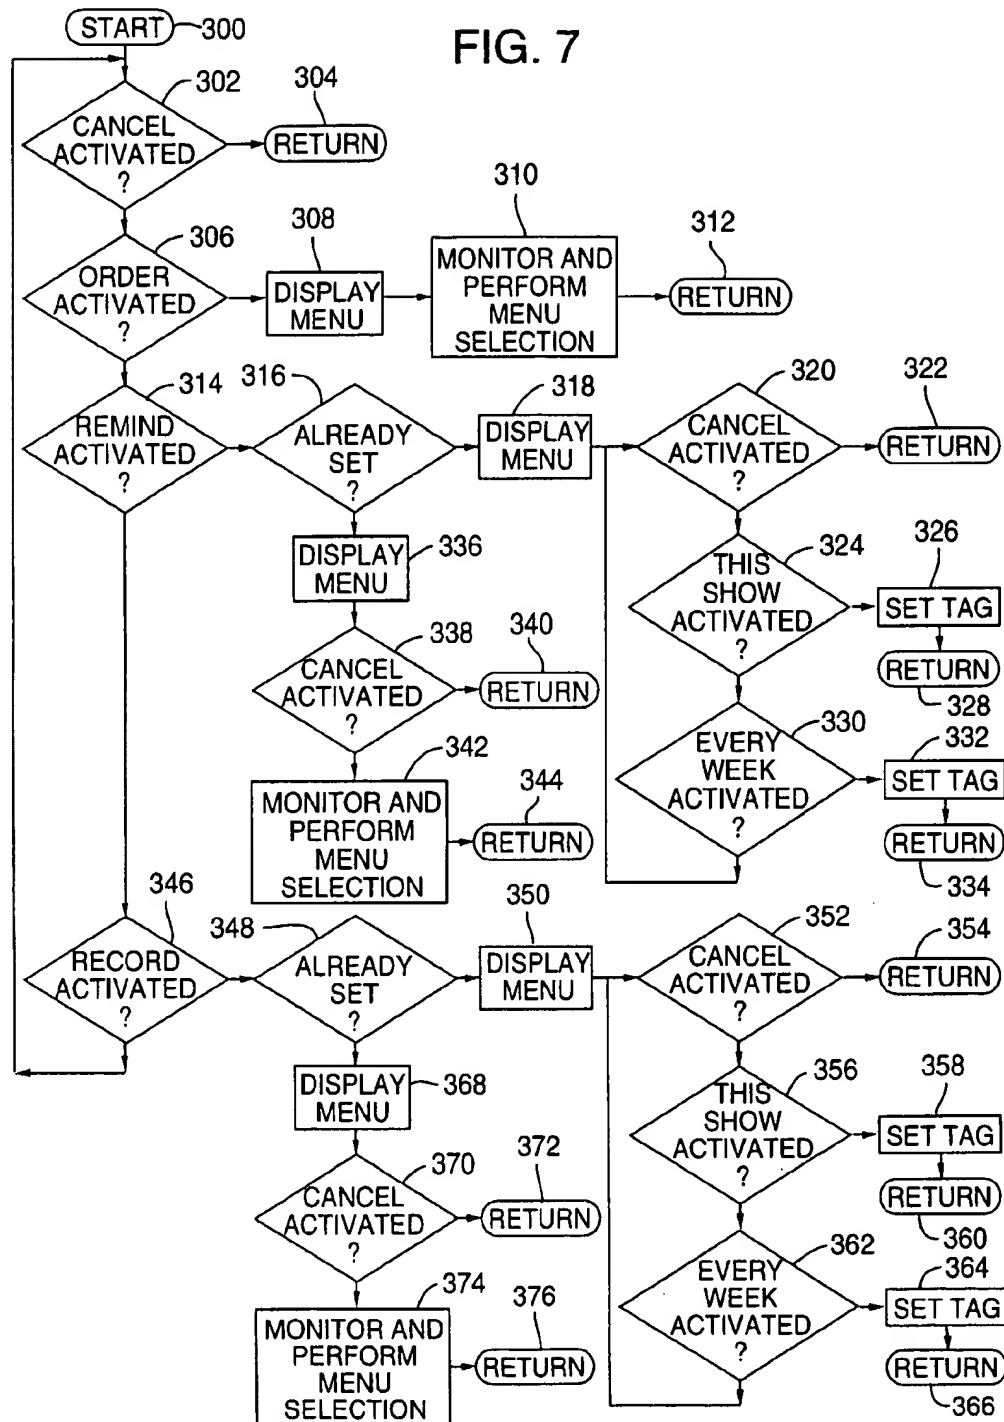 FIG. 7
START
300
302
CANCEL
ACTIVATED
?
304
RETURN
306
ORDER
ACTIVATED
?
308
DISPLAY
MENU
310
MONITOR AND
PERFORM
MENU
SELECTION
312
RETURN
314
REMIND
ACTIVATED
?
316
ALREADY
SET
?
318
DISPLAY
MENU
320
CANCEL
ACTIVATED
?
322
RETURN
324
THIS
SHOW
ACTIVATED
?
326
SET TAG
RETURN
328
330
EVERY
WEEK
ACTIVATED
?
332
SET TAG
RETURN
334
DISPLAY
MENU
336
338
CANCEL
ACTIVATED
?
340
RETURN
342
MONITOR AND
PERFORM
MENU
SELECTION
344
RETURN
346
RECORD
ACTIVATED
?
348
ALREADY
SET
?
350
DISPLAY
MENU
352
CANCEL
ACTIVATED
?
354
RETURN
356
THIS
SHOW
ACTIVATED
?
358
SET TAG
RETURN
360
362
EVERY
WEEK
ACTIVATED
?
364
SET TAG
RETURN
366
DISPLAY
MENU
368
370
CANCEL
ACTIVATED
?
372
RETURN
374
MONITOR AND
PERFORM
MENU
SELECTION
376
RETURN